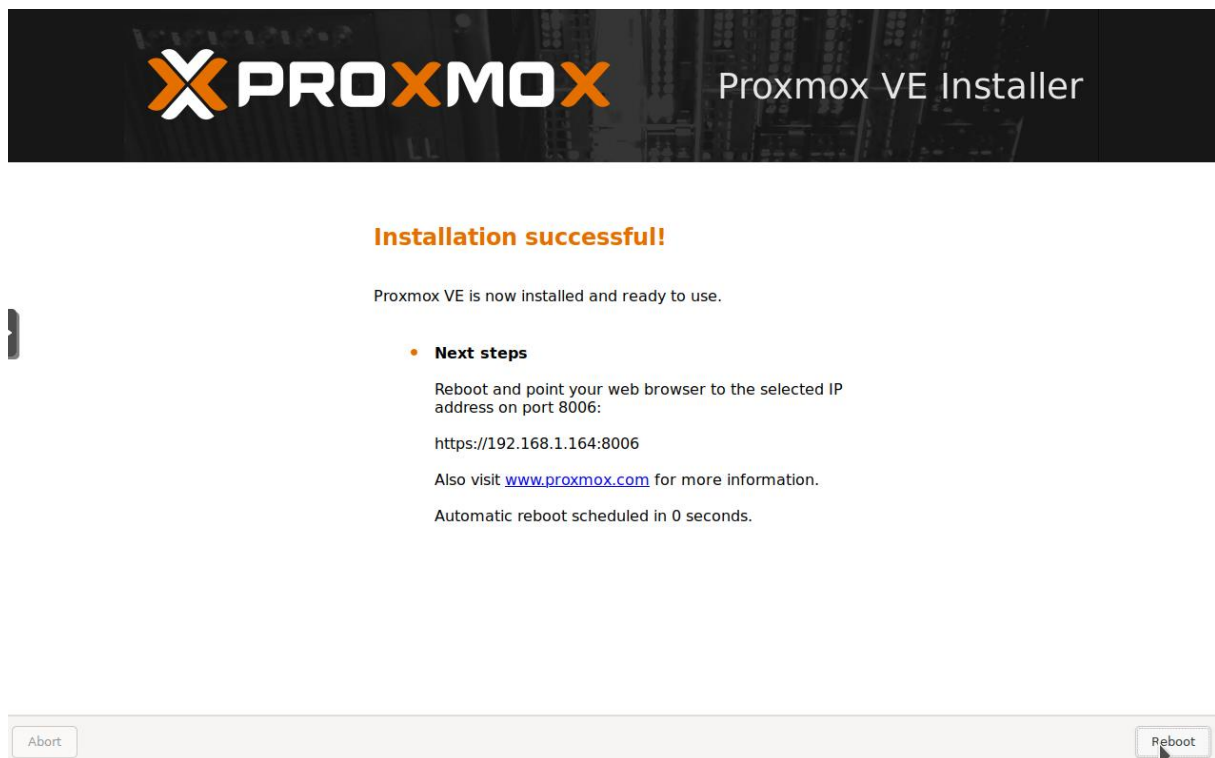 PROXMOX
Proxmox VE Installer
Installation successful!
Proxmox VE is now installed and ready to use.
Next steps
Reboot and point your web browser to the selected IP
address on port 8006:
https://192.168.1.164:8006
Also visit www.proxmox.com for more information.
Automatic reboot scheduled in 0 seconds.
Abort
Reboot